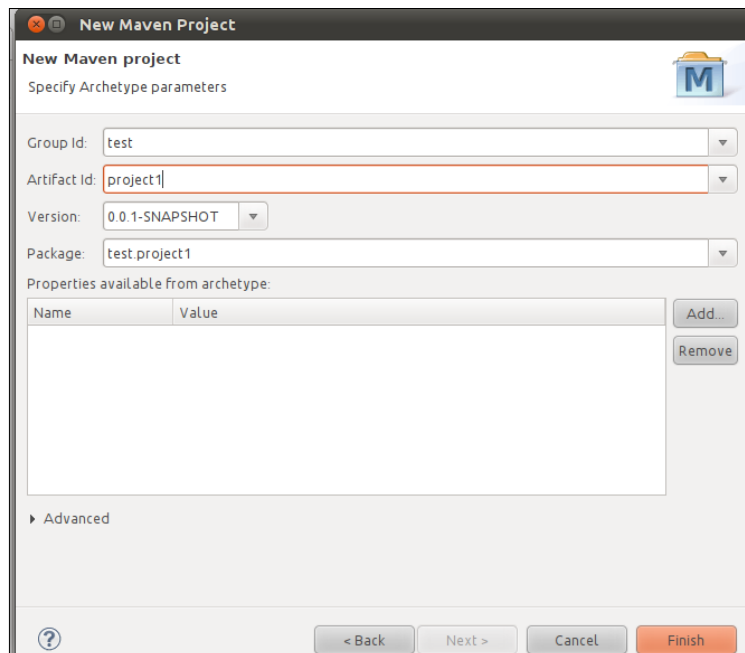 New Maven Project
New Maven project
Specify Archetype parameters
M
Group Id: test
Artifact Id: project1
Version: 0.0.1-SNAPSHOT
Package: test.project1
Properties available from archetype:
Name Value
Add...
Remove
Advanced
? < Back Next > Cancel Finish